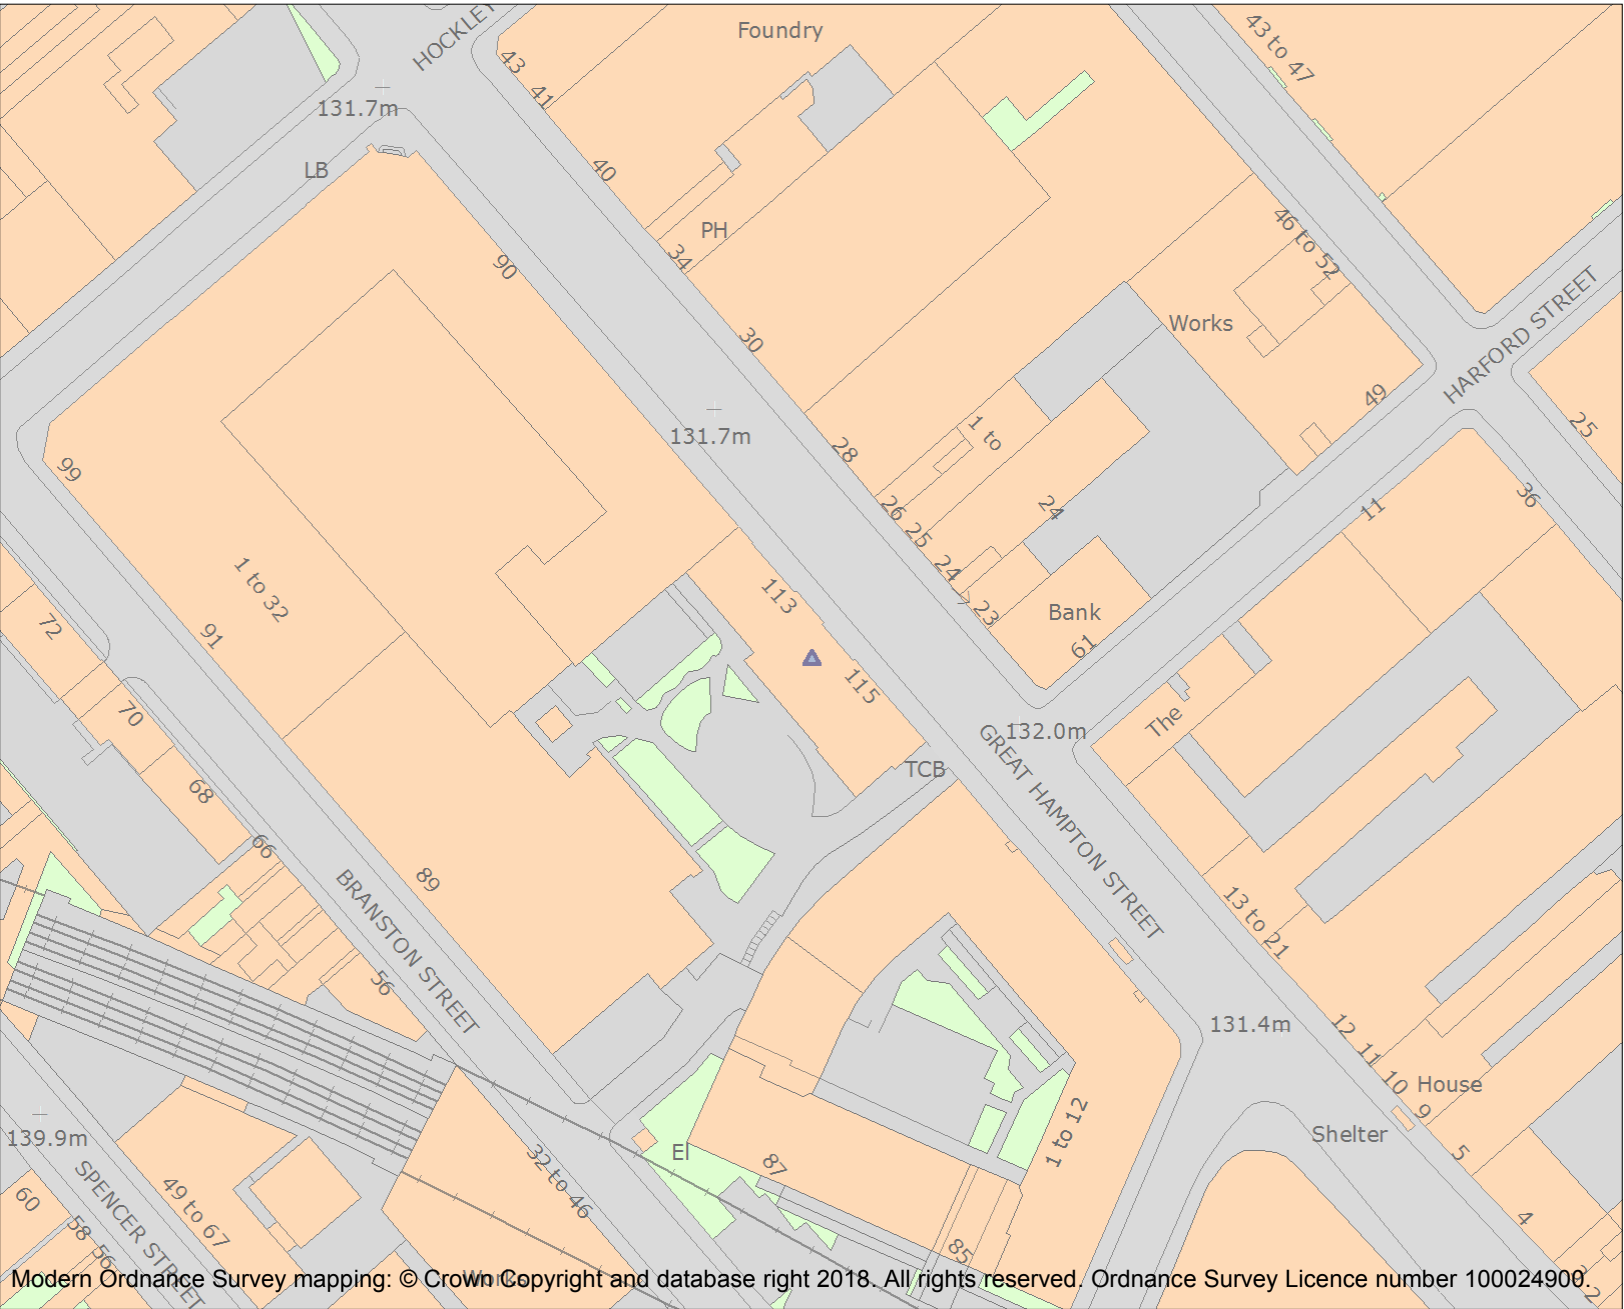 Foundry
43 to 47
HOCKLEY
43
41
131.7m
LB
40
PH
34
46 to 52
90
HARFORD STREET
Works
30
49
25
131.7m
1 to
28
99
26
25
24
24
11
36
23
Bank
61
113
1 to 32
72
91
115
70
The
132.0m
TCB
GREAT HAMPTON STREET
68
66
89
BRANSTON STREET
13 to 21
56
131.4m
12
11
10
9
House
Shelter
1 to 12
139.9m
El
87
5
SPENCER STREET
49 to 67
32 to 46
60
58
56
4
85
Works
2
Modern Ordnance Survey mapping: © Crown Copyright and database right 2018. All rights reserved. Ordnance Survey Licence number 100024900.